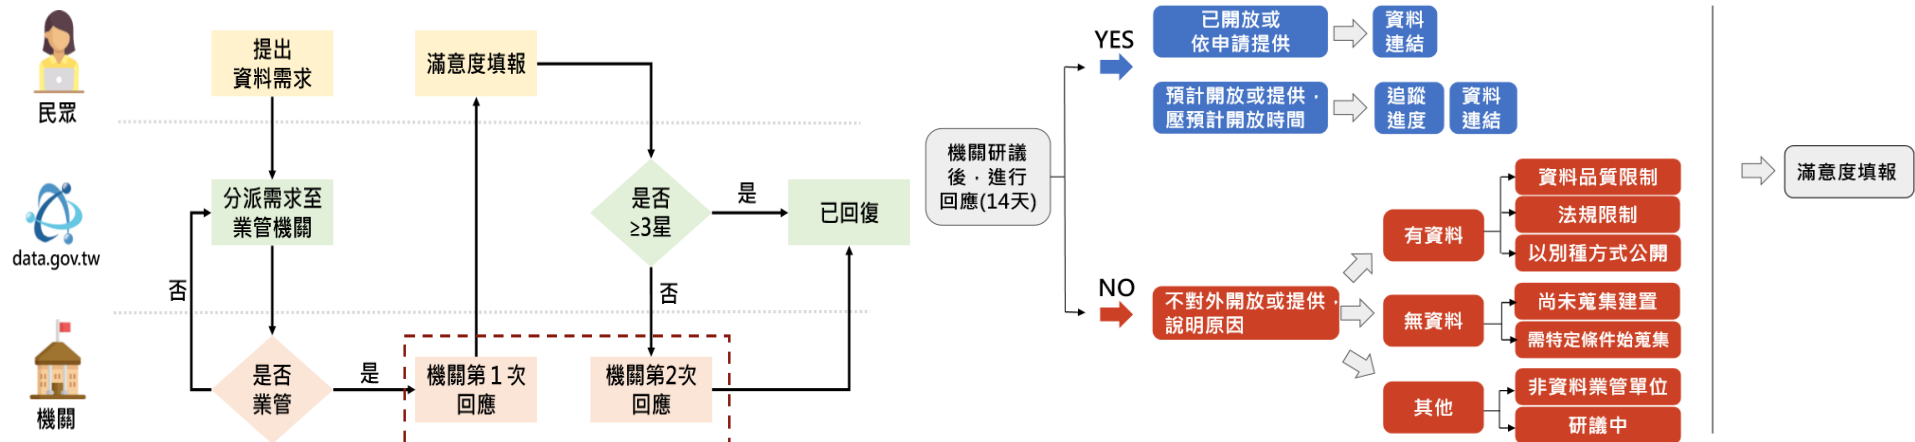 民眾
提出
資料需求
滿意度填報
data.gov.tw
分派需求至
業管機關
是否
≥3星
是
已回復
否
否
機關
是否
業管
是
機關第1次
回應
機關第2次
回應
機關研議
後，進行
回應(14天)
YES
已開放或
依申請提供
資料
連結
預計開放或提供，
壓預計開放時間
追蹤
進度
資料
連結
NO
不對外開放或提供，
說明原因
有資料
資料品質限制
法規限制
以別種方式公開
無資料
尚未蒐集建置
需特定條件始蒐集
其他
非資料業管單位
研議中
滿意度填報